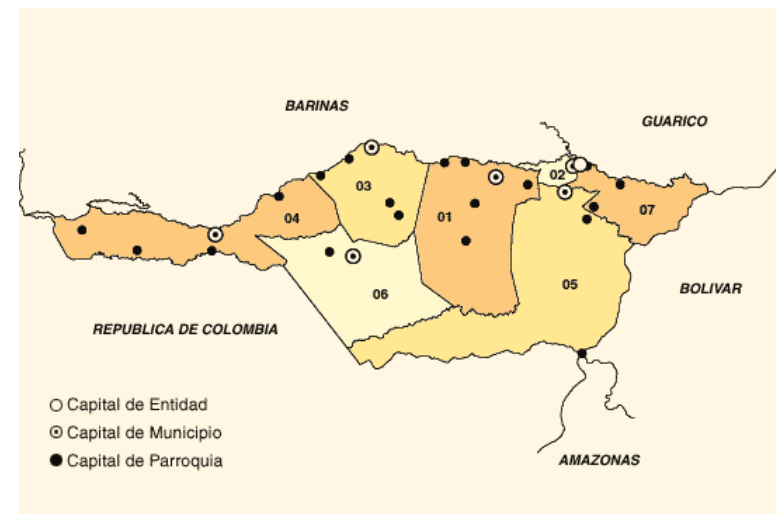 BARINAS
GUARICO
02
03
07
01
04
05
BOLIVAR
06
REPUBLICA DE COLOMBIA
Capital de Entidad
Capital de Municipio
Capital de Parroquia
AMAZONAS